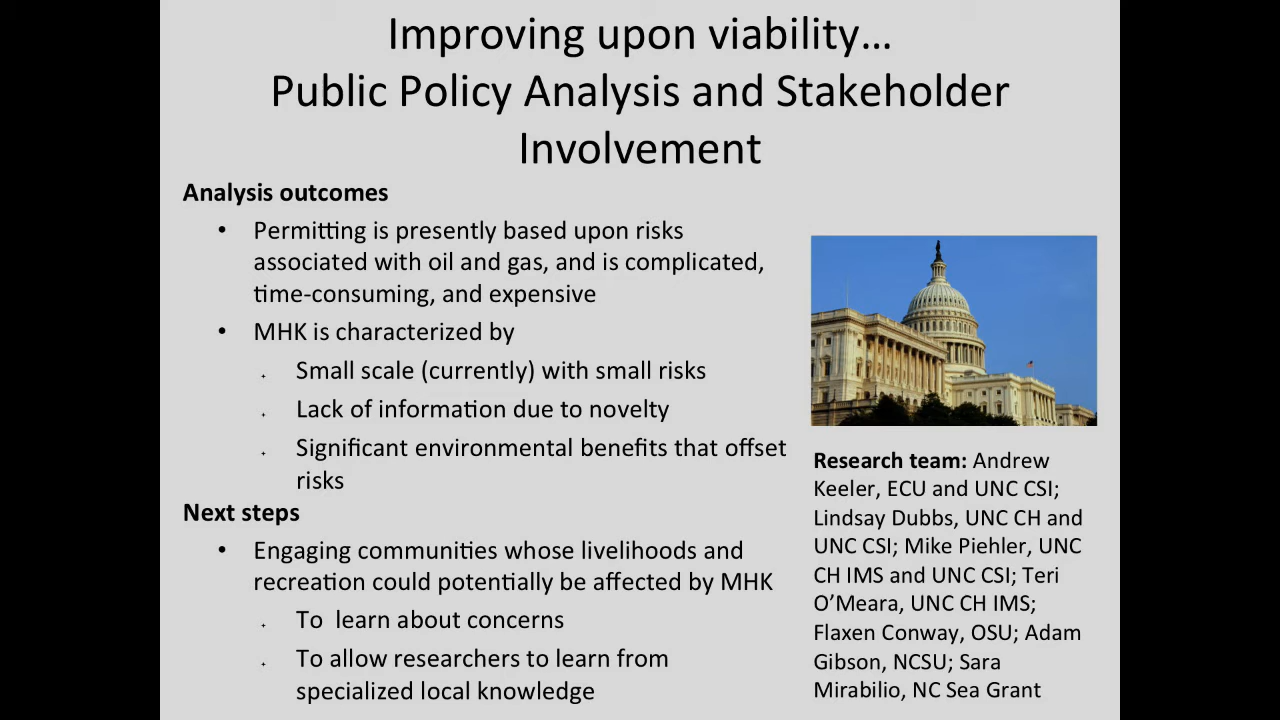 Improving upon viability…
Public Policy Analysis and Stakeholder
Involvement
Analysis outcomes
• Permitting is presently based upon risks
associated with oil and gas, and is complicated,
time-consuming, and expensive
• MHK is characterized by
+ Small scale (currently) with small risks
+ Lack of information due to novelty
+ Significant environmental benefits that offset
risks
Next steps
• Engaging communities whose livelihoods and
recreation could potentially be affected by MHK
+ To learn about concerns
+ To allow researchers to learn from
specialized local knowledge
Research team: Andrew
Keeler, ECU and UNC CSI;
Lindsay Dubbs, UNC CH and
UNC CSI; Mike Piehler, UNC
CH IMS and UNC CSI; Teri
O’Meara, UNC CH IMS;
Flaxen Conway, OSU; Adam
Gibson, NCSU; Sara
Mirabilio, NC Sea Grant